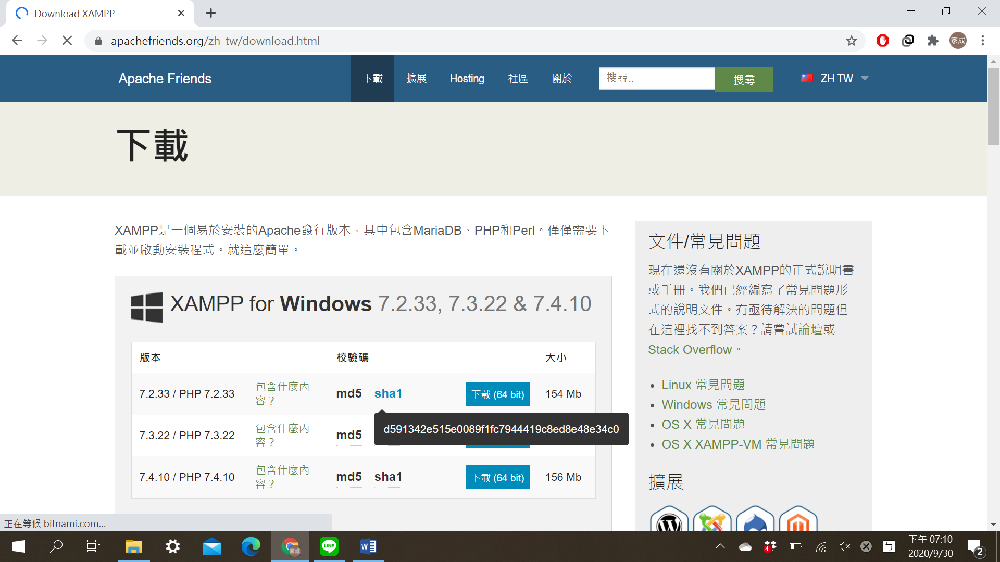 Download XAMPP
apachefriends.org/zh_tw/download.html
家成
Apache Friends
下載
擴展
Hosting
社區
關於
搜尋..
搜尋
ZH TW
下載
XAMPP是一個易於安裝的Apache發行版本，其中包含MariaDB、PHP和Perl。僅僅需要下
載並啟動安裝程式。就這麼簡單。
XAMPP for Windows 7.2.33, 7.3.22 & 7.4.10
版本 校驗碼 大小
7.2.33 / PHP 7.2.33 包含什麼內
容？ md5 sha1 下載 (64 bit) 154 Mb
d591342e515e0089f1fc7944419c8ed8e48e34c0
7.3.22 / PHP 7.3.22 包含什麼內
容？ md5
7.4.10 / PHP 7.4.10 包含什麼內
容？ md5 sha1 下載 (64 bit) 156 Mb
文件/常見問題
現在還沒有關於XAMPP的正式說明書
或手冊。我們已經編寫了常見問題形
式的說明文件。有亟待解決的問題但
在這裡找不到答案？請嘗試論壇或
Stack Overflow。
Linux 常見問題
Windows 常見問題
OS X 常見問題
OS X XAMPP-VM 常見問題
擴展
正在等候 bitnami.com...
家成
LINE
W
4
ㄅ
下午 07:10
2020/9/30
2